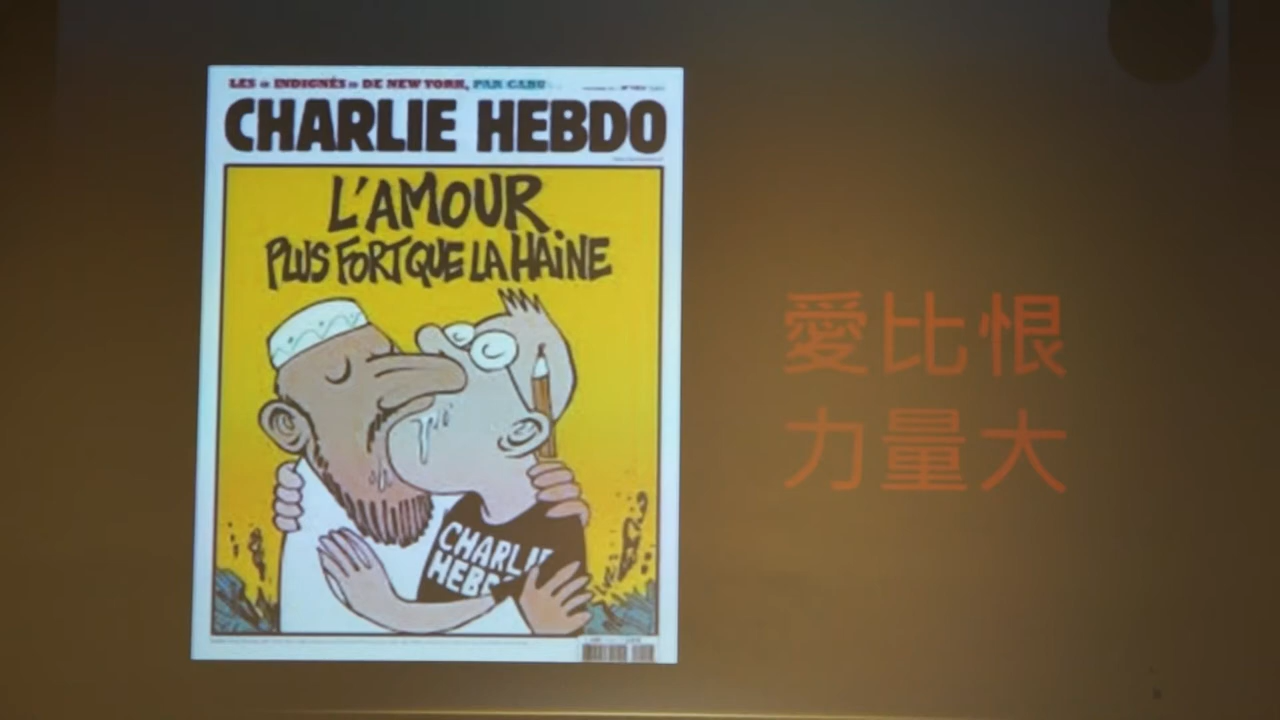 LES « INDIGNÉS » DE NEW YORK, PAR CABU
CHARLIE HEBDO
L'AMOUR
PLUS FORT QUE LA HAINE
CHARLIE
HEBD
愛比恨
力量大